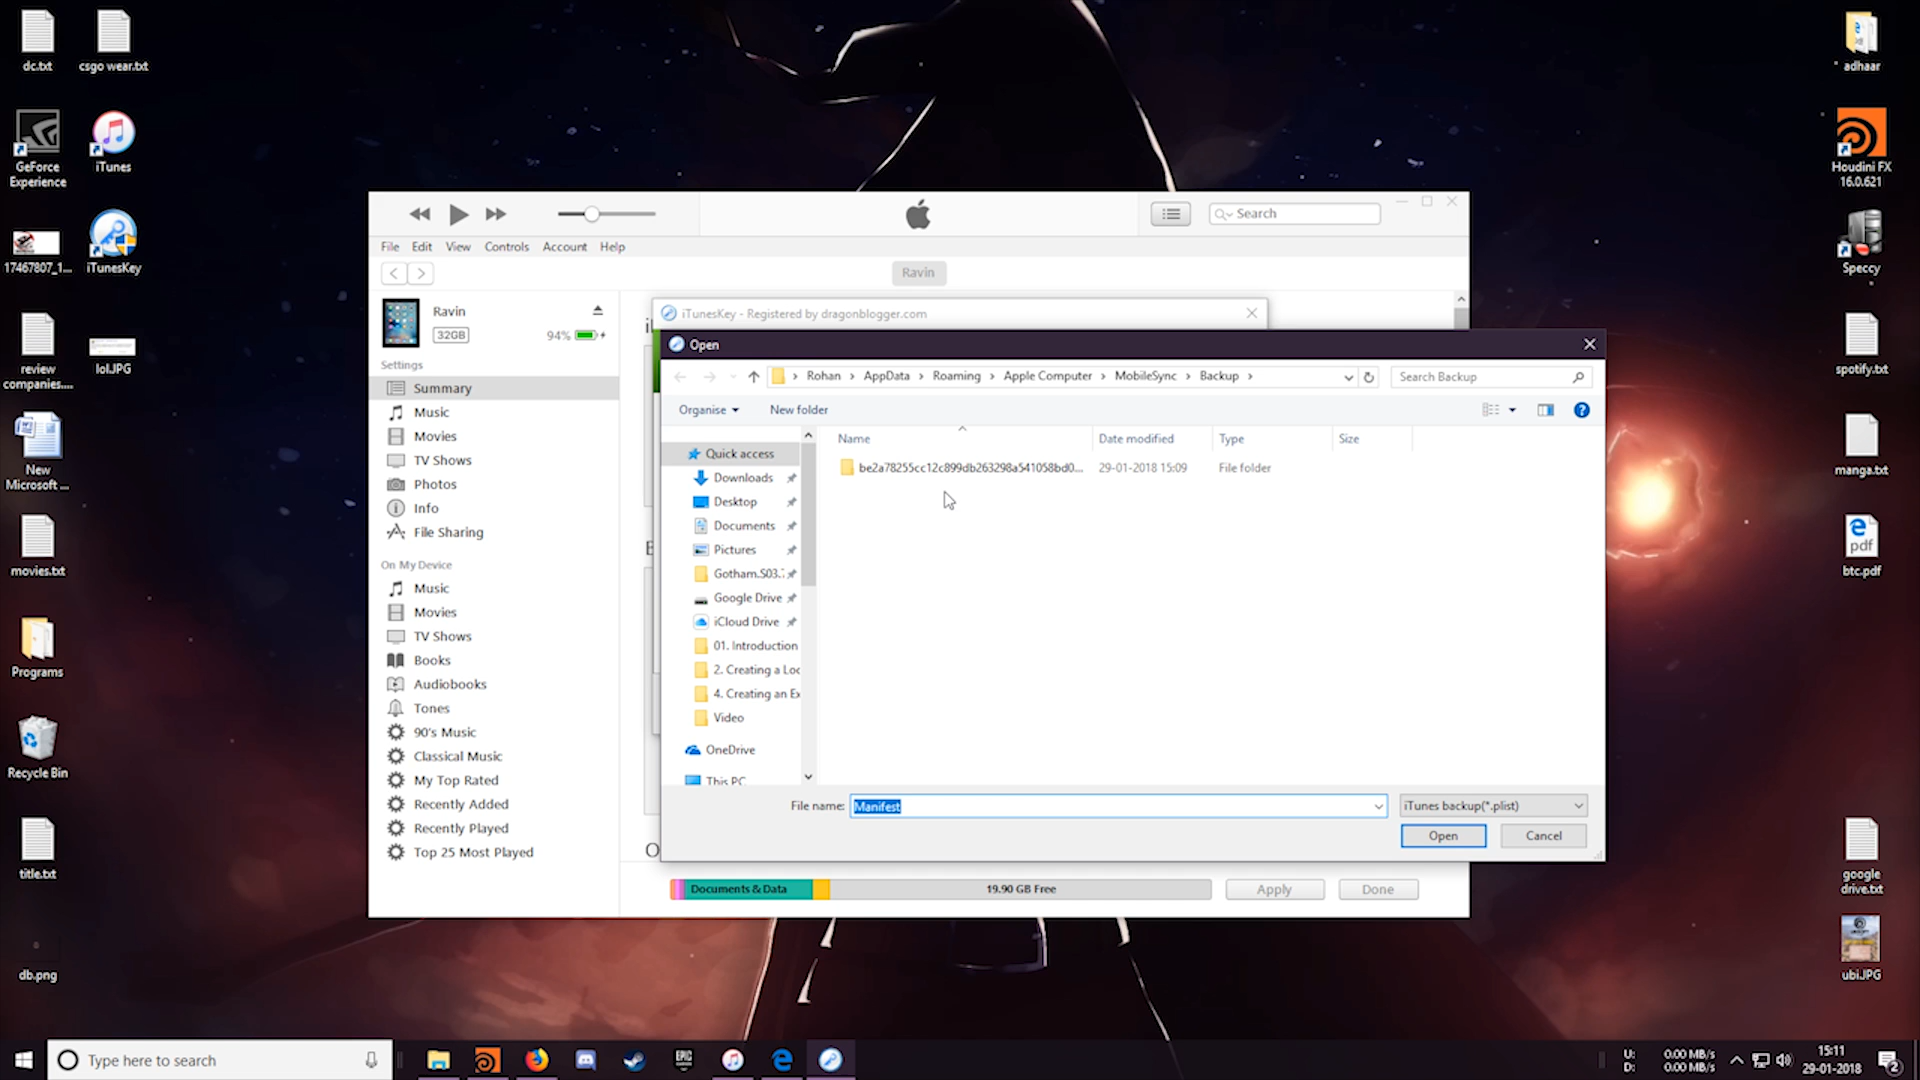 dc.txt
csgo wear.txt
GeForce
Experience
iTunes
17467807_1...
iTunesKey
review
companies....
lol.JPG
New
Microsoft ...
movies.txt
Programs
Recycle Bin
title.txt
db.png
adhaar
Houdini FX
16.0.621
Speccy
spotify.txt
manga.txt
pdf
btc.pdf
google
drive.txt
ubi.JPG
Search
File Edit View Controls Account Help
Ravin
Ravin
32GB
94%
Settings
Summary
Music
Movies
TV Shows
Photos
Info
File Sharing
On My Device
Music
Movies
TV Shows
Books
Audiobooks
Tones
90's Music
Classical Music
My Top Rated
Recently Added
Recently Played
Top 25 Most Played
iTunesKey - Registered by dragonblogger.com
Open
Rohan > AppData > Roaming > Apple Computer > MobileSync > Backup >
Search Backup
Organise New folder
Name Date modified Type Size
be2a78255cc12c899db263298a541058bd0... 29-01-2018 15:09 File folder
Quick access
Downloads
Desktop
Documents
Pictures
Gotham.S03.
Google Drive
iCloud Drive
01. Introduction
2. Creating a Loc
4. Creating an Ex
Video
OneDrive
This PC
File name: Manifest
iTunes backup(*.plist)
Open Cancel
Documents & Data 19.90 GB Free Apply Done
Type here to search
EPIC
U: 0.00 MB/s
D: 0.00 MB/s
15:11
29-01-2018
2